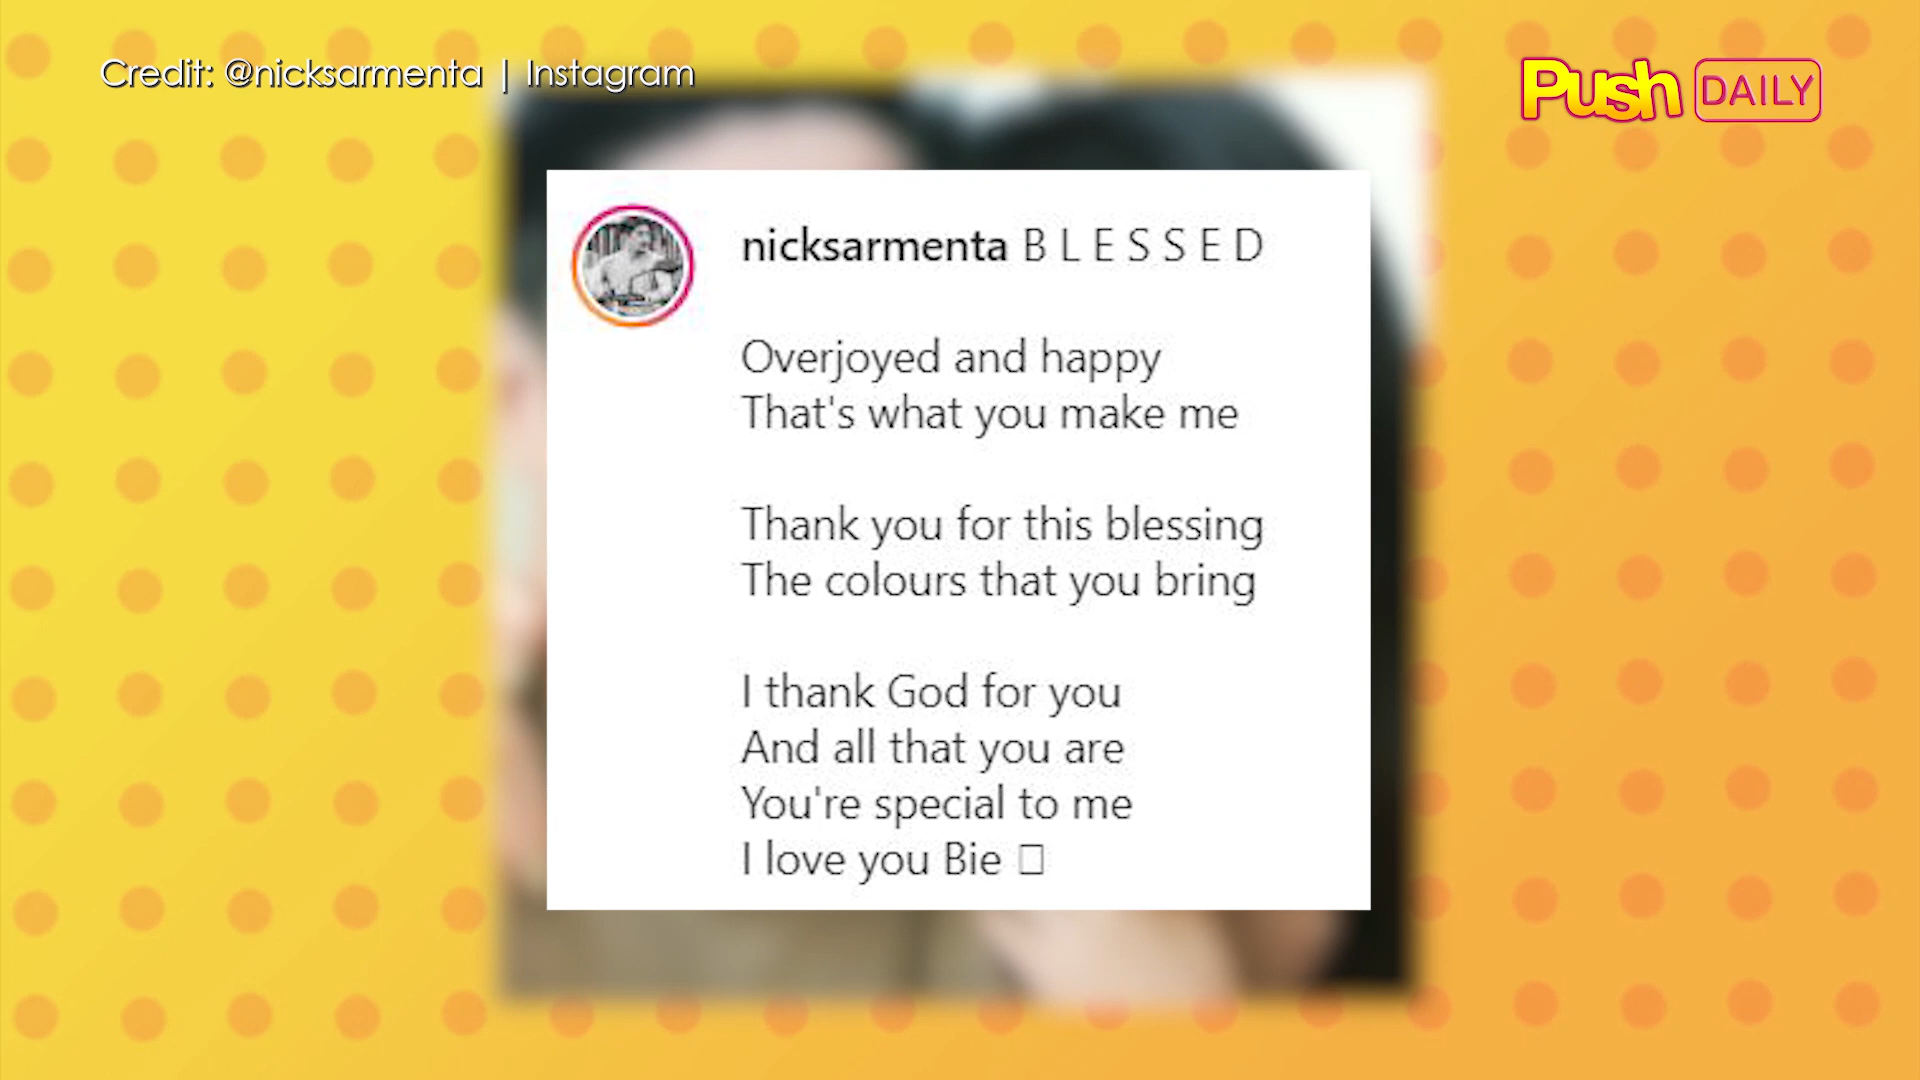 Credit: @nicksarmenta | Instagram
Push DAILY
nicksarmenta B L E S S E D
Overjoyed and happy
That's what you make me
Thank you for this blessing
The colours that you bring
I thank God for you
And all that you are
You're special to me
I love you Bie □